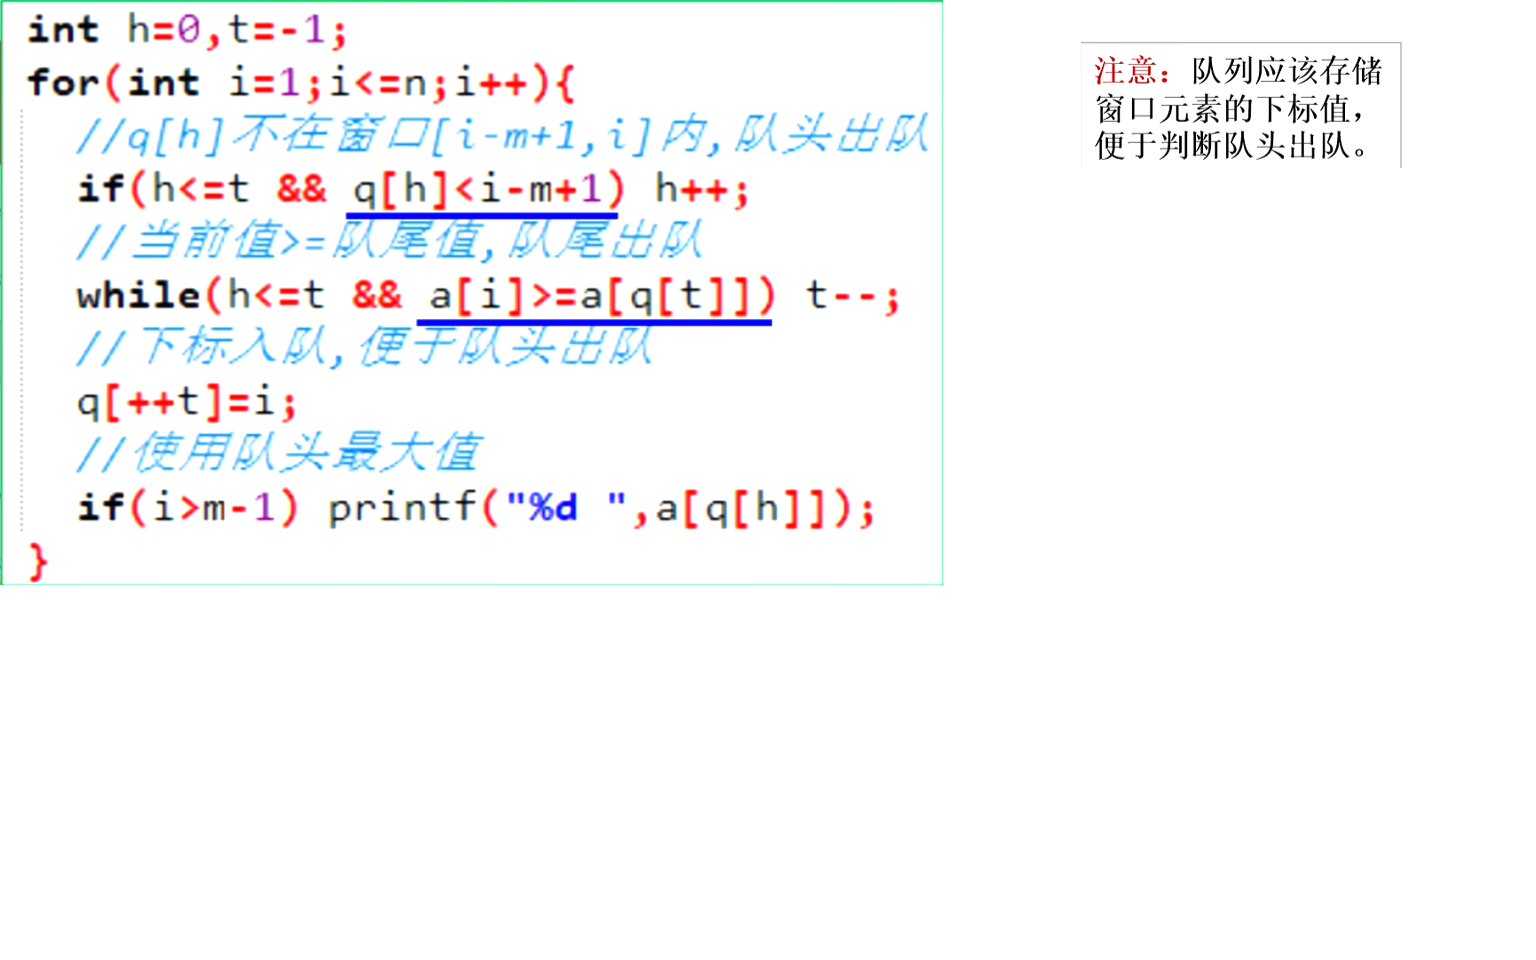 int h=0,t=-1;
for(int i=1;i<=n;i++){
//q[h]不在窗口[i-m+1,i]内,队头出队
if(h<=t && q[h]<i-m+1) h++;
//当前值>=队尾值,队尾出队
while(h<=t && a[i]>=a[q[t]]) t--;
//下标入队,便于队头出队
q[++t]=i;
//使用队头最大值
if(i>m-1) printf("%d ",a[q[h]]);
}
注意：队列应该存储
窗口元素的下标值，
便于判断队头出队。